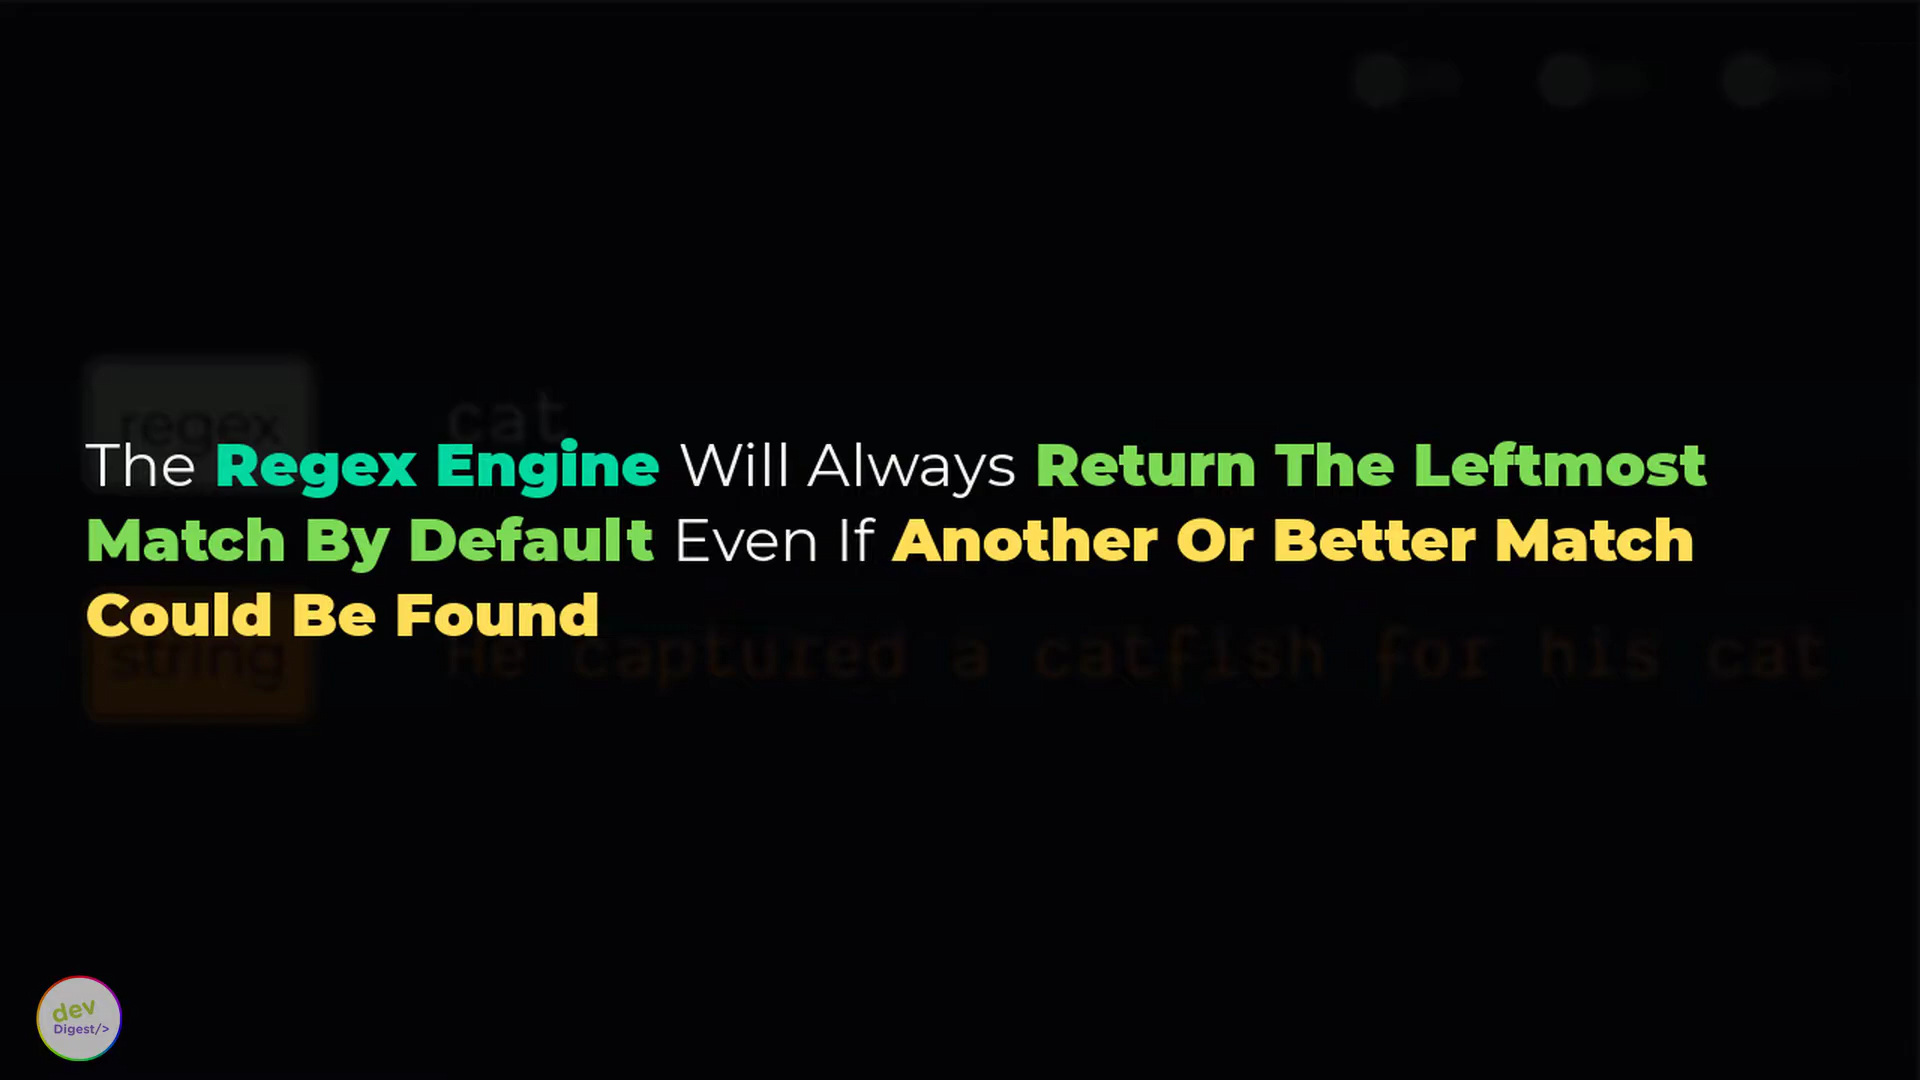 regex
cat
The Regex Engine Will Always Return The Leftmost
Match By Default Even If Another Or Better Match
Could Be Found
string
He captured a catfish for his cat
dev
Digest/>